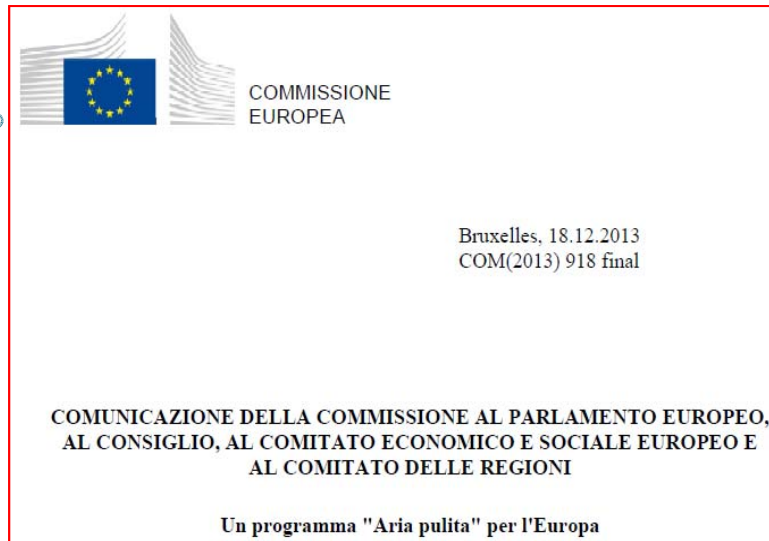 COMMISSIONE
EUROPEA
Bruxelles, 18.12.2013
COM(2013) 918 final
COMUNICAZIONE DELLA COMMISSIONE AL PARLAMENTO EUROPEO,
AL CONSIGLIO, AL COMITATO ECONOMICO E SOCIALE EUROPEO E
AL COMITATO DELLE REGIONI
Un programma "Aria pulita" per l'Europa